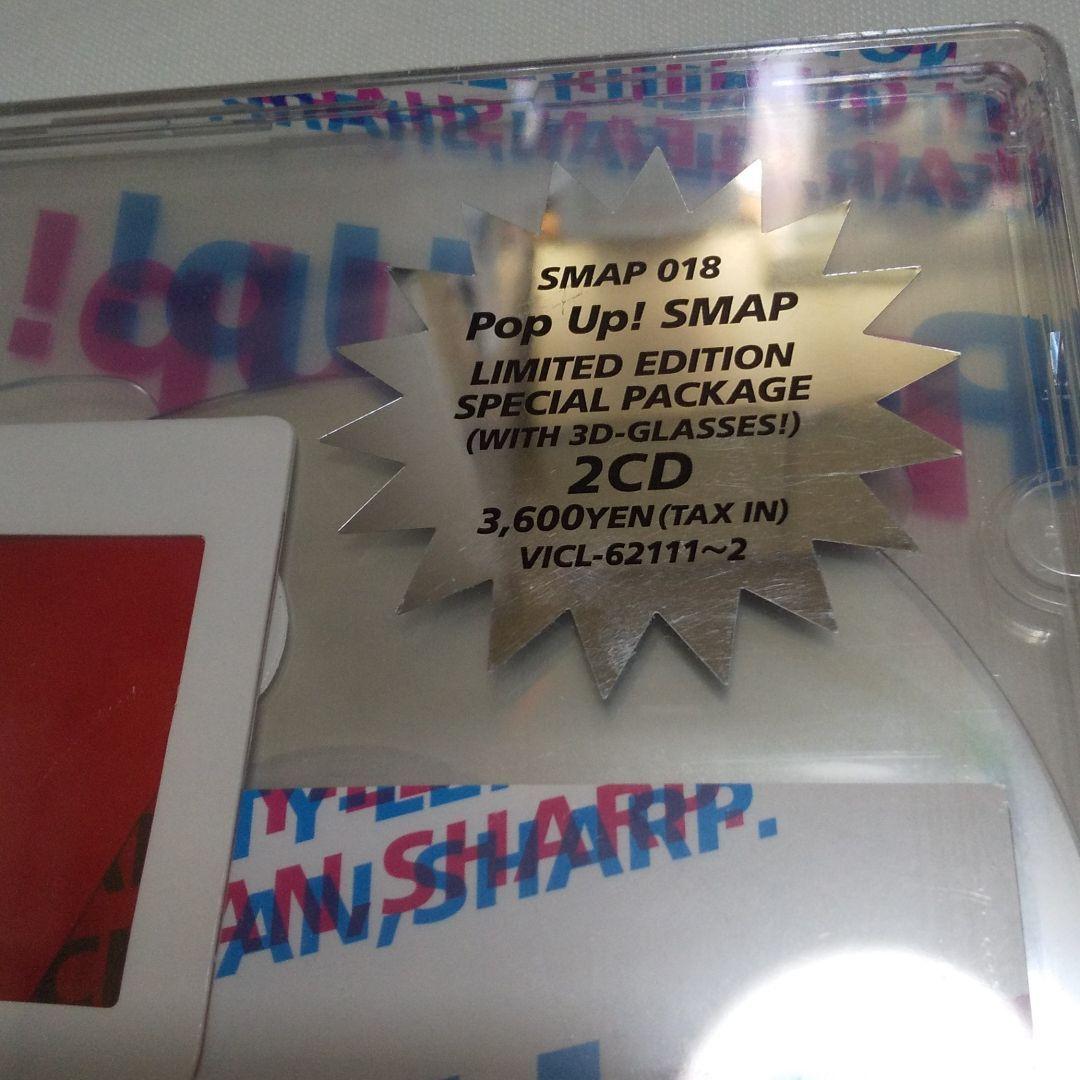 SMAP 018
Pop Up! SMAP
LIMITED EDITION
SPECIAL PACKAGE
(WITH 3D-GLASSES!)
2CD
3,600YEN (TAX IN)
VICL-62111~2
AN, SHARP.